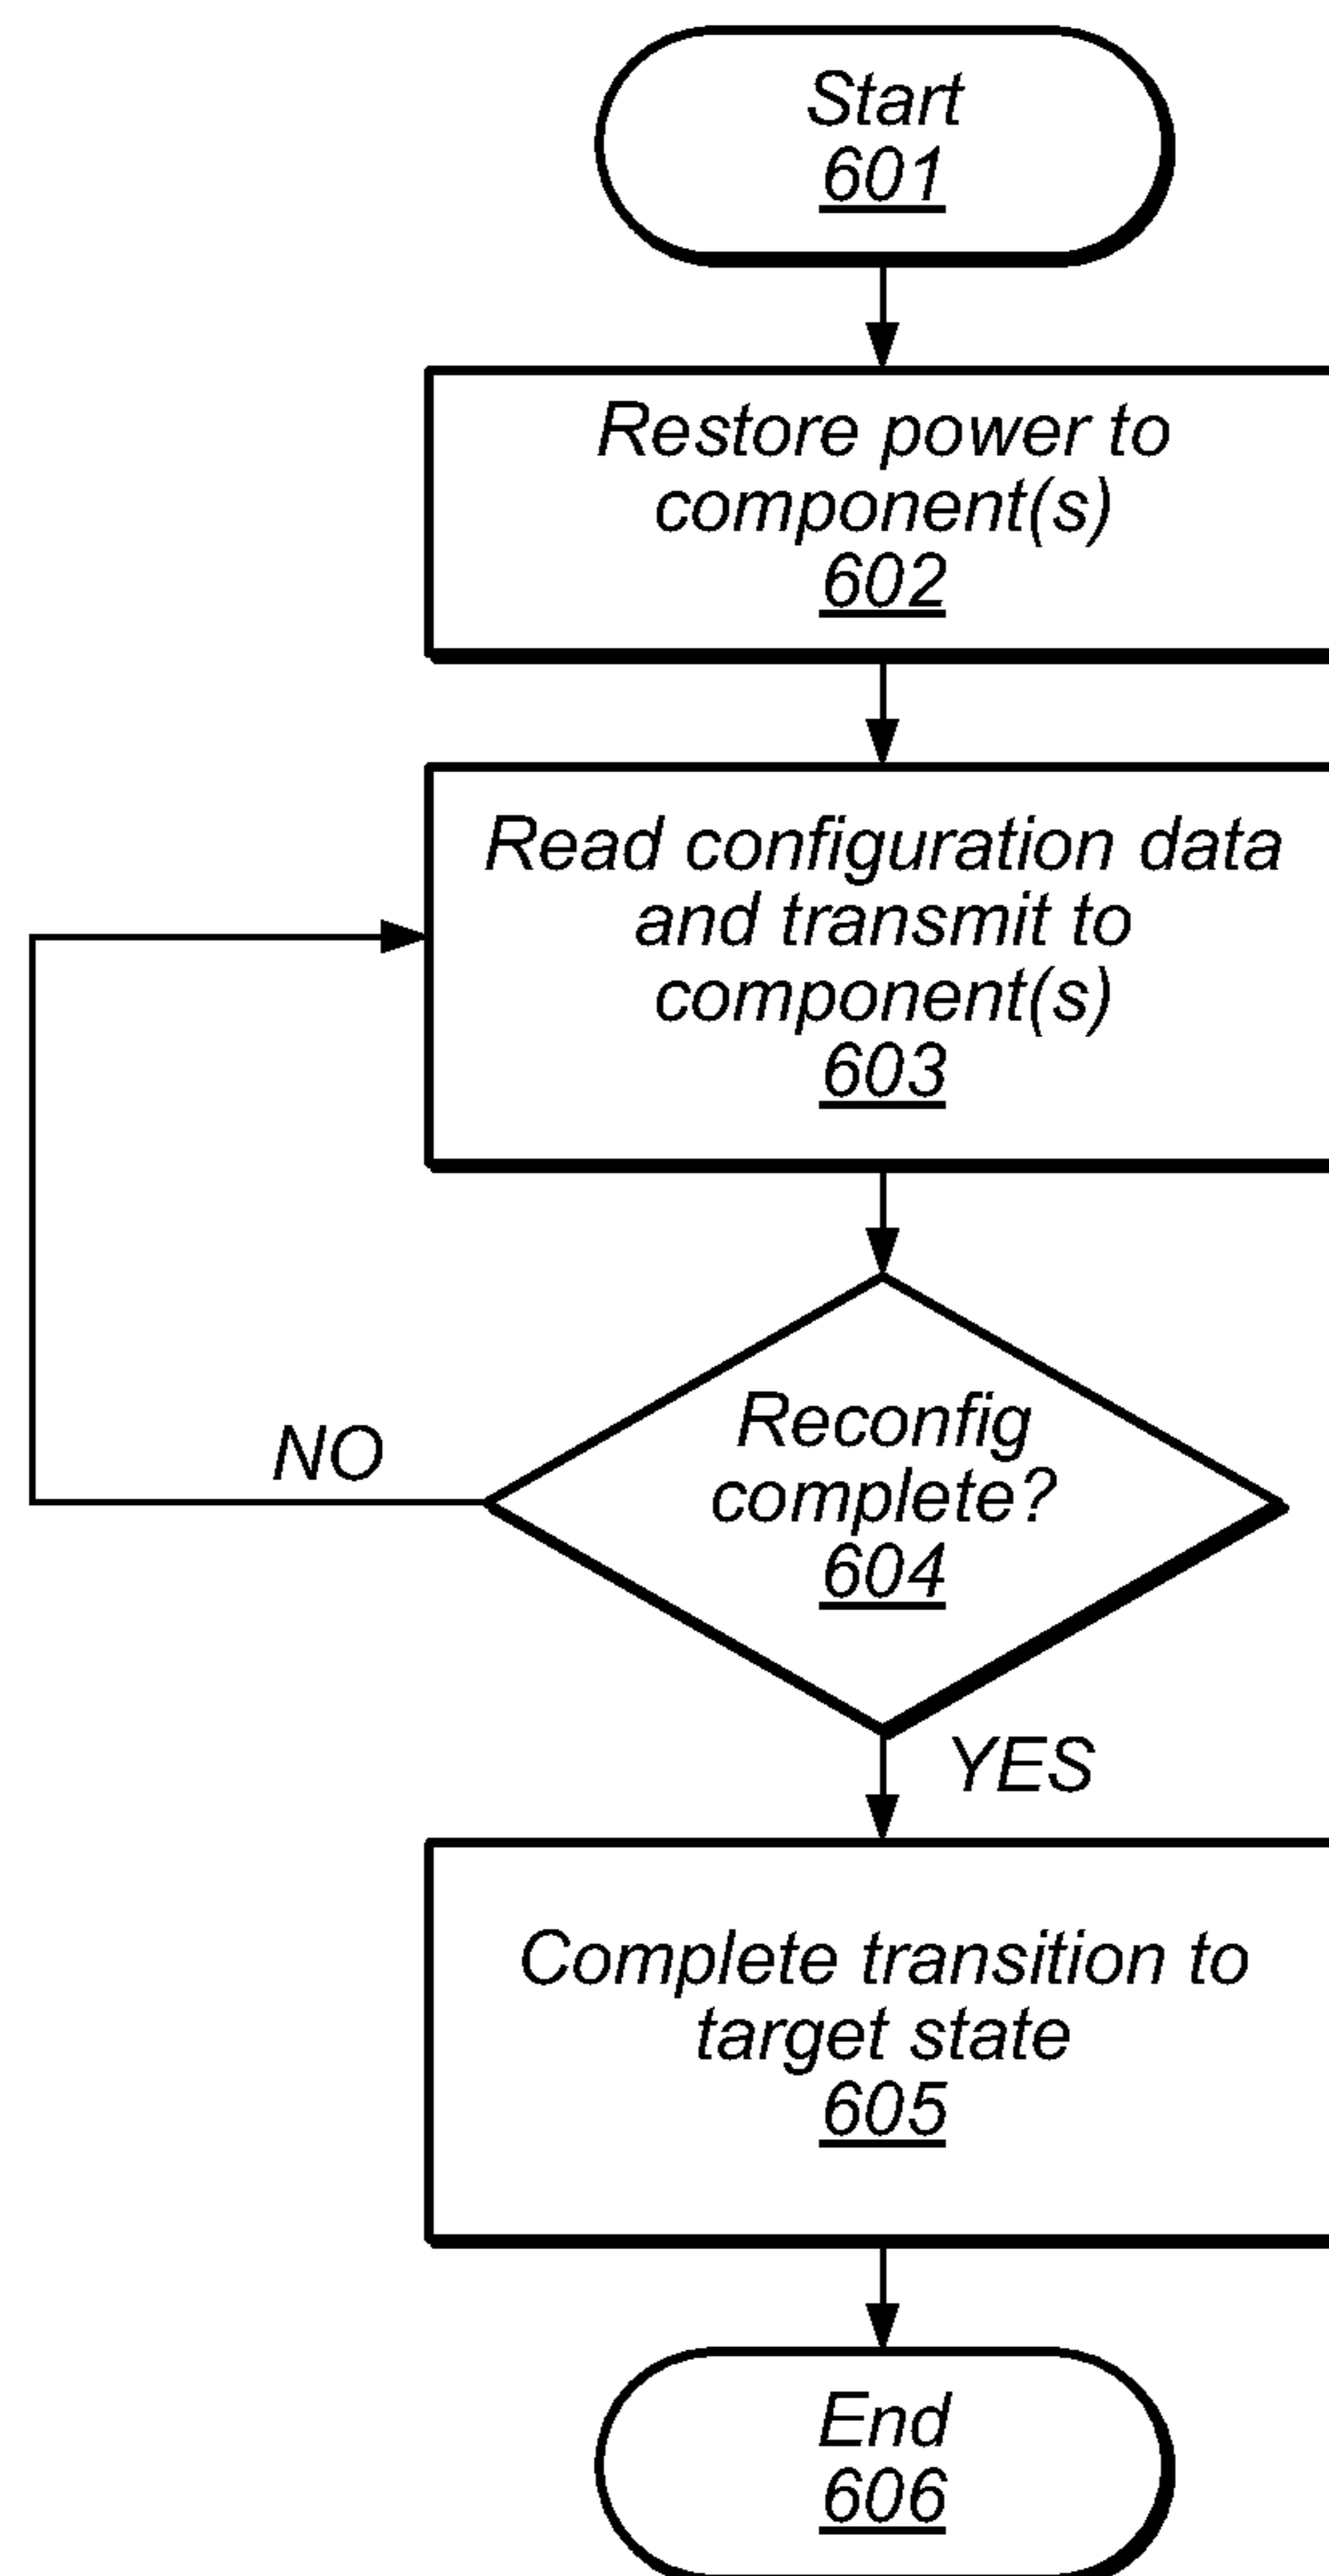 Start
601
Restore power to
component(s)
602
Read configuration data
and transmit to
component(s)
603
Reconfig
complete?
604
NO
YES
Complete transition to
target state
605
End
606